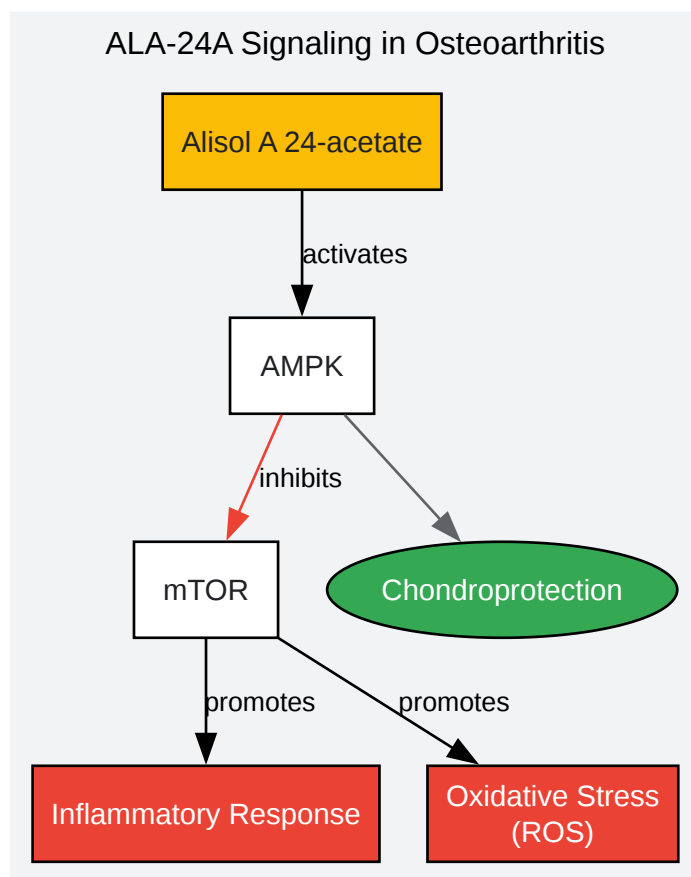 ALA-24A Signaling in Osteoarthritis
Alisol A 24-acetate
activates
AMPK
inhibits
mTOR
Chondroprotection
promotes
promotes
Inflammatory Response
Oxidative Stress
(ROS)